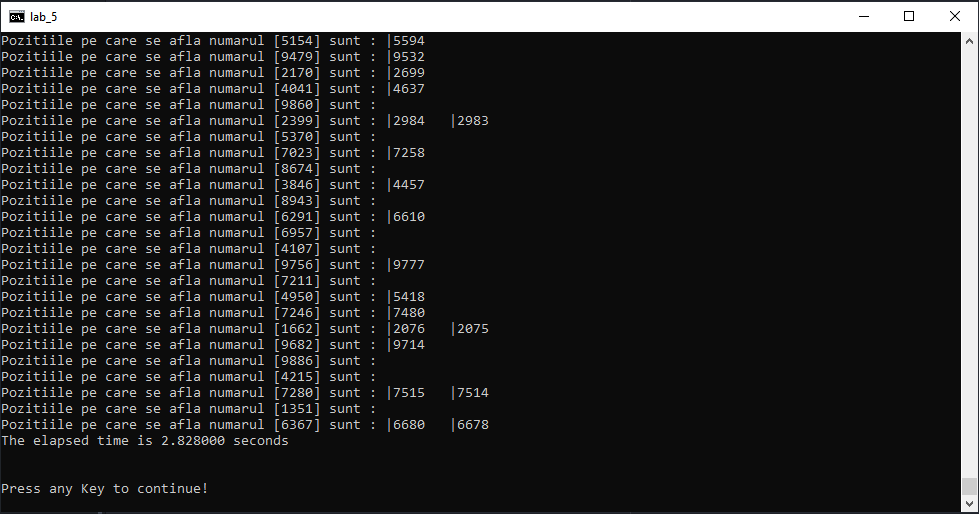 lab_5
Pozitiile pe care se afla numarul [5154] sunt : |5594
Pozitiile pe care se afla numarul [9479] sunt : |9532
Pozitiile pe care se afla numarul [2170] sunt : |2699
Pozitiile pe care se afla numarul [4041] sunt : |4637
Pozitiile pe care se afla numarul [9860] sunt :
Pozitiile pe care se afla numarul [2399] sunt : |2984   |2983
Pozitiile pe care se afla numarul [5370] sunt :
Pozitiile pe care se afla numarul [7023] sunt : |7258
Pozitiile pe care se afla numarul [8674] sunt :
Pozitiile pe care se afla numarul [3846] sunt : |4457
Pozitiile pe care se afla numarul [8943] sunt :
Pozitiile pe care se afla numarul [6291] sunt : |6610
Pozitiile pe care se afla numarul [6957] sunt :
Pozitiile pe care se afla numarul [4107] sunt :
Pozitiile pe care se afla numarul [9756] sunt : |9777
Pozitiile pe care se afla numarul [7211] sunt :
Pozitiile pe care se afla numarul [4950] sunt : |5418
Pozitiile pe care se afla numarul [7246] sunt : |7480
Pozitiile pe care se afla numarul [1662] sunt : |2076   |2075
Pozitiile pe care se afla numarul [9682] sunt : |9714
Pozitiile pe care se afla numarul [9886] sunt :
Pozitiile pe care se afla numarul [4215] sunt :
Pozitiile pe care se afla numarul [7280] sunt : |7515   |7514
Pozitiile pe care se afla numarul [1351] sunt :
Pozitiile pe care se afla numarul [6367] sunt : |6680   |6678
The elapsed time is 2.828000 seconds
Press any Key to continue!